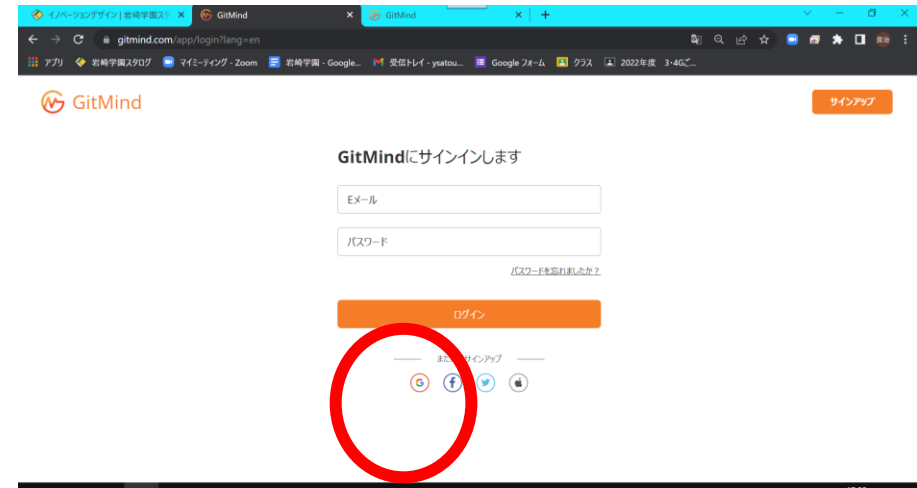 イノベーションデザイン | 岩崎学園スタ
GitMind
GitMind
gitmind.com/app/login?lang=en
アプリ
岩崎学園スタログ
マイミーティング - Zoom
岩崎学園 - Google...
受信トレイ - ysatou...
Google フォーム
クラス
2022年度 3・4Gご...
GitMind
サインアップ
GitMindにサインインします
Eメール
パスワード
パスワードを忘れましたか？
ログイン
サインアップ